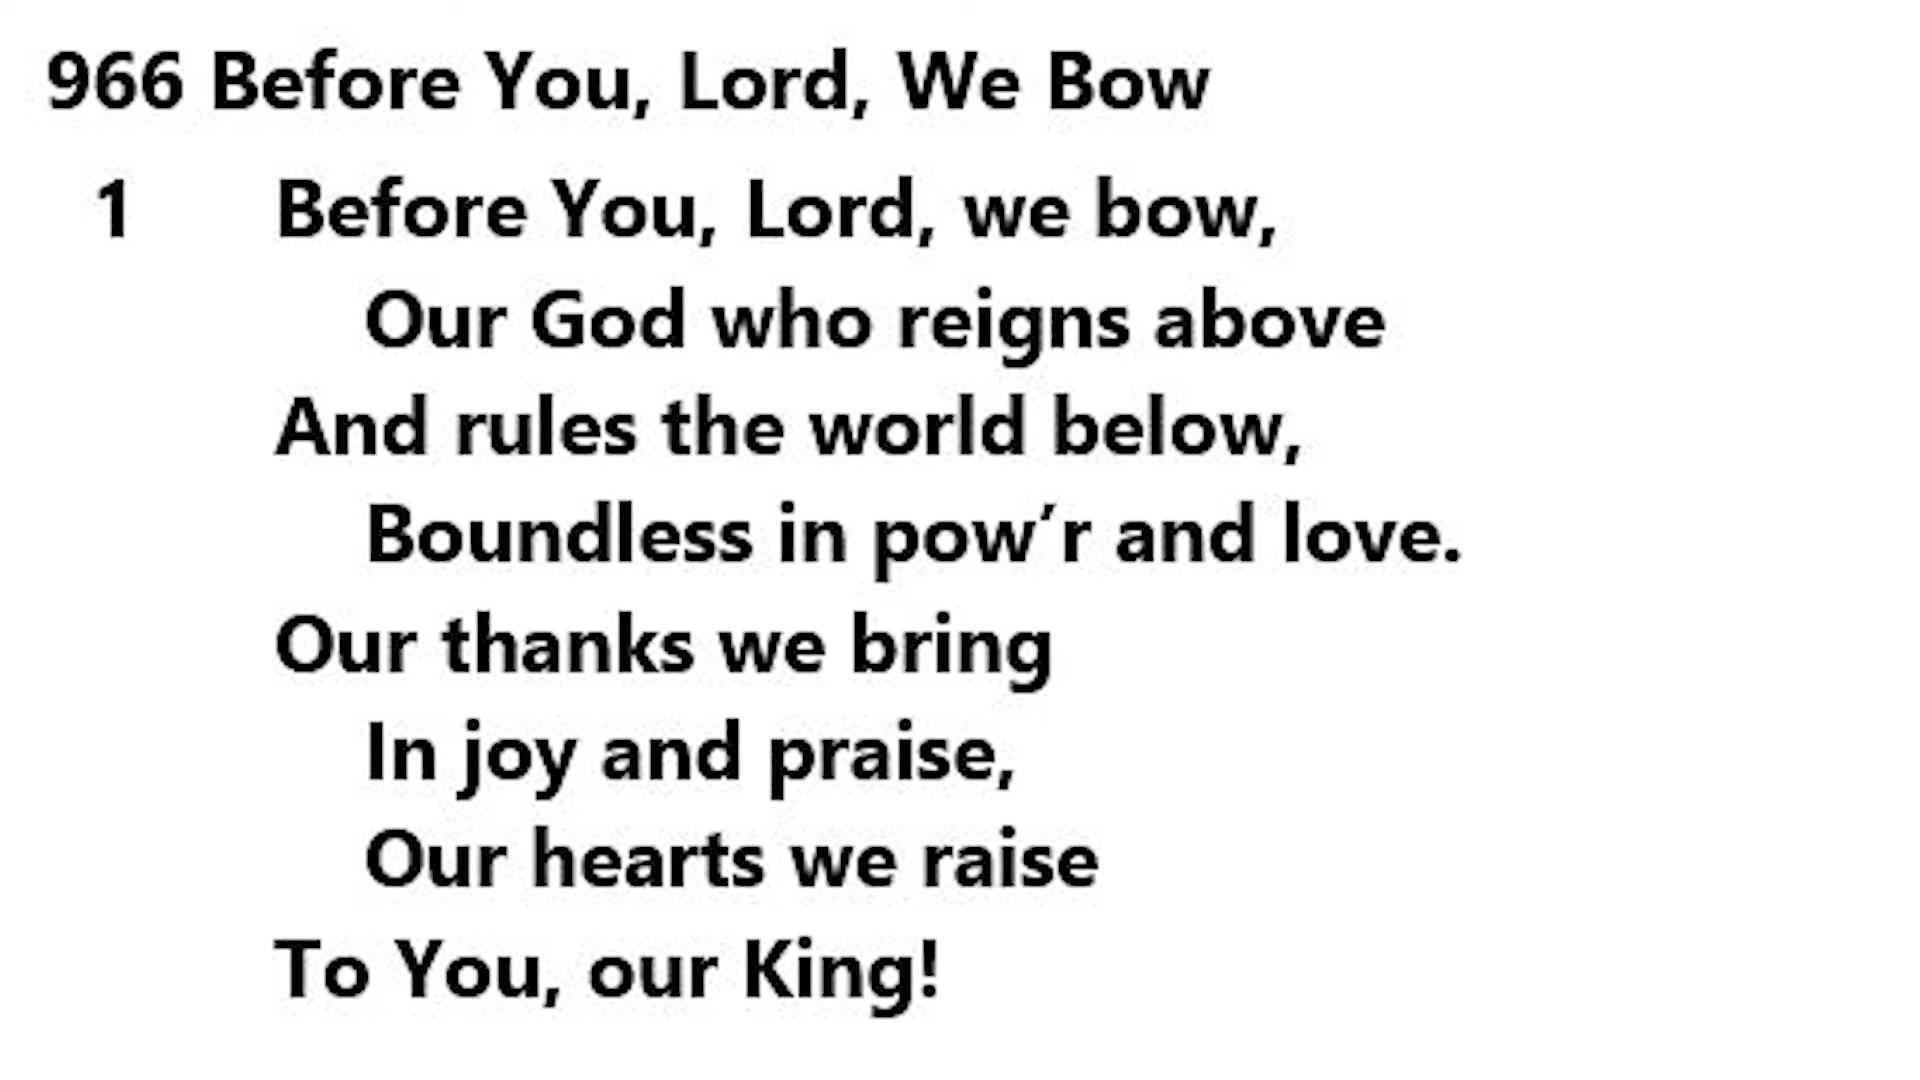 966 Before You, Lord, We Bow
1 Before You, Lord, we bow,
Our God who reigns above
And rules the world below,
Boundless in pow’r and love.
Our thanks we bring
In joy and praise,
Our hearts we raise
To You, our King!